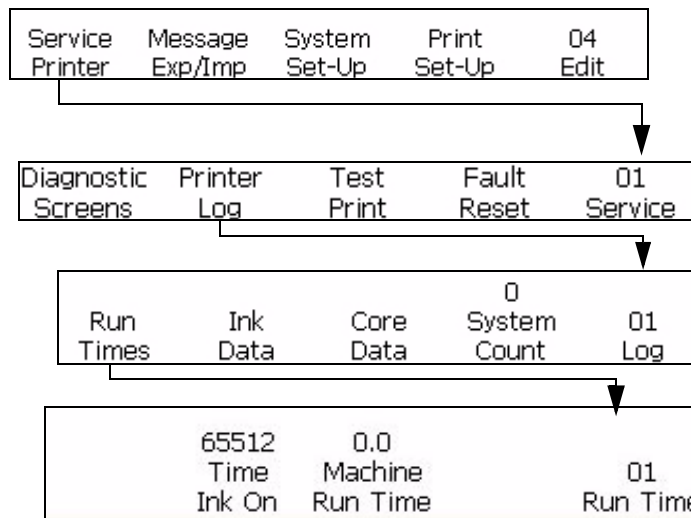 Service Message System Print 04
Printer Exp/Imp Set-Up Set-Up Edit
Diagnostic Printer Test Fault 01
Screens Log Print Reset Service
0
Run Ink Core System 01
Times Data Data Count Log
65512 0.0
Time Machine 01
Ink On Run Time Run Time